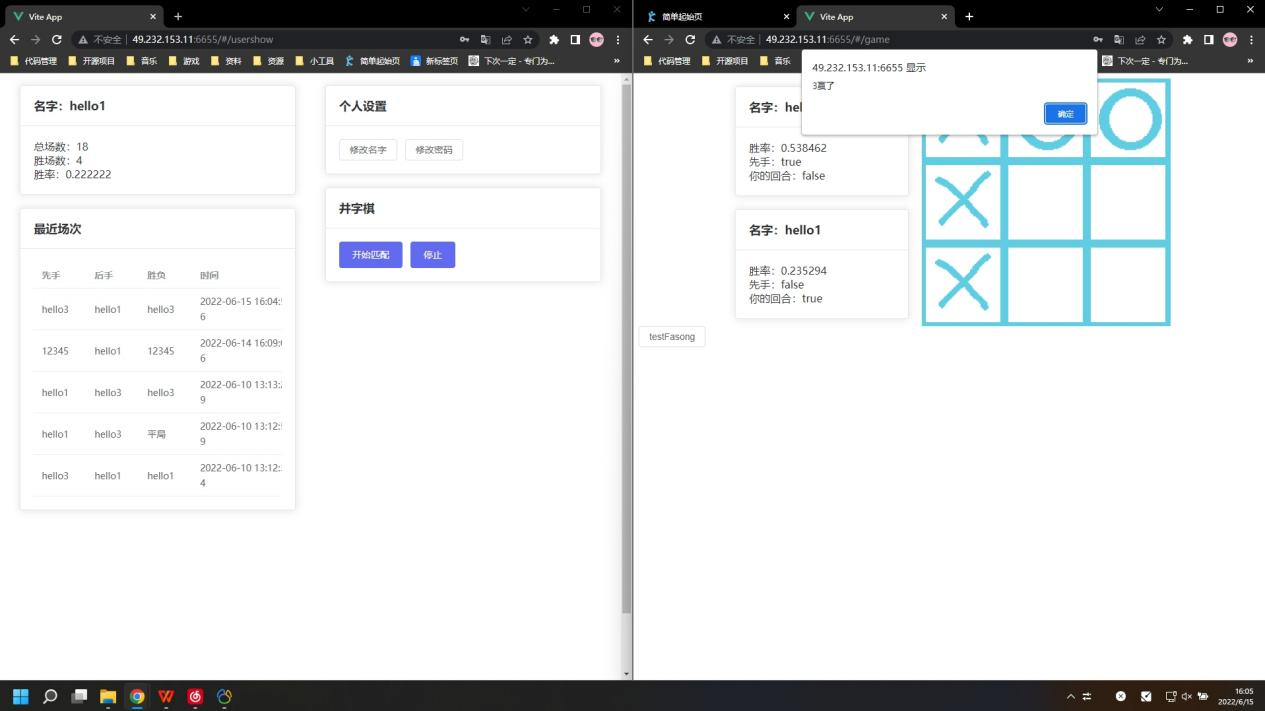 Vite App
不安全
49.232.153.11:6655/#/usershow
代码管理
开源项目
音乐
游戏
资料
资源
小工具
简单起始页
新标签页
下次一定 - 专门为...
»
名字：hello1
总场数：18
胜场数：4
胜率：0.222222
最近场次
先手 后手 胜负 时间
hello3 hello1 hello3 2022-06-15 16:04:
6
12345 hello1 12345 2022-06-14 16:09:
6
hello1 hello3 hello3 2022-06-10 13:13:
9
hello1 hello3 平局 2022-06-10 13:12:
9
hello3 hello1 hello1 2022-06-10 13:12:
4
个人设置
修改名字 修改密码
井字棋
开始匹配 停止
简单起始页
Vite App
不安全
49.232.153.11:6655/#/game
代码管理
开源项目
音乐
下次一定 - 专门为...
»
49.232.153.11:6655 显示
3赢了
确定
名字：hel
胜率：0.538462
先手：true
你的回合：false
名字：hello1
胜率：0.235294
先手：false
你的回合：true
testFasong
16:05
2022/6/15